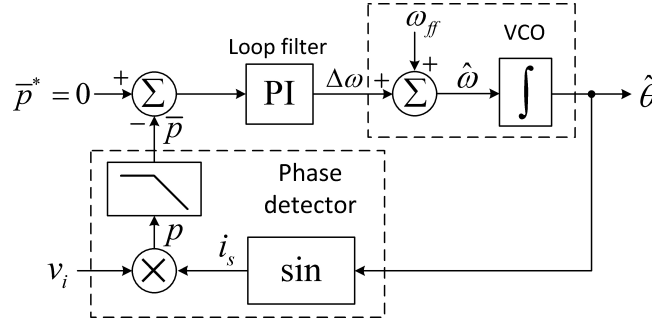 ω_ff
VCO
Loop filter
p̄* = 0
+
Σ
−
p̄
PI
Δω
+
+
Σ
ω̂
∫
θ̂
Phase
detector
p
v_i
×
i_s
sin